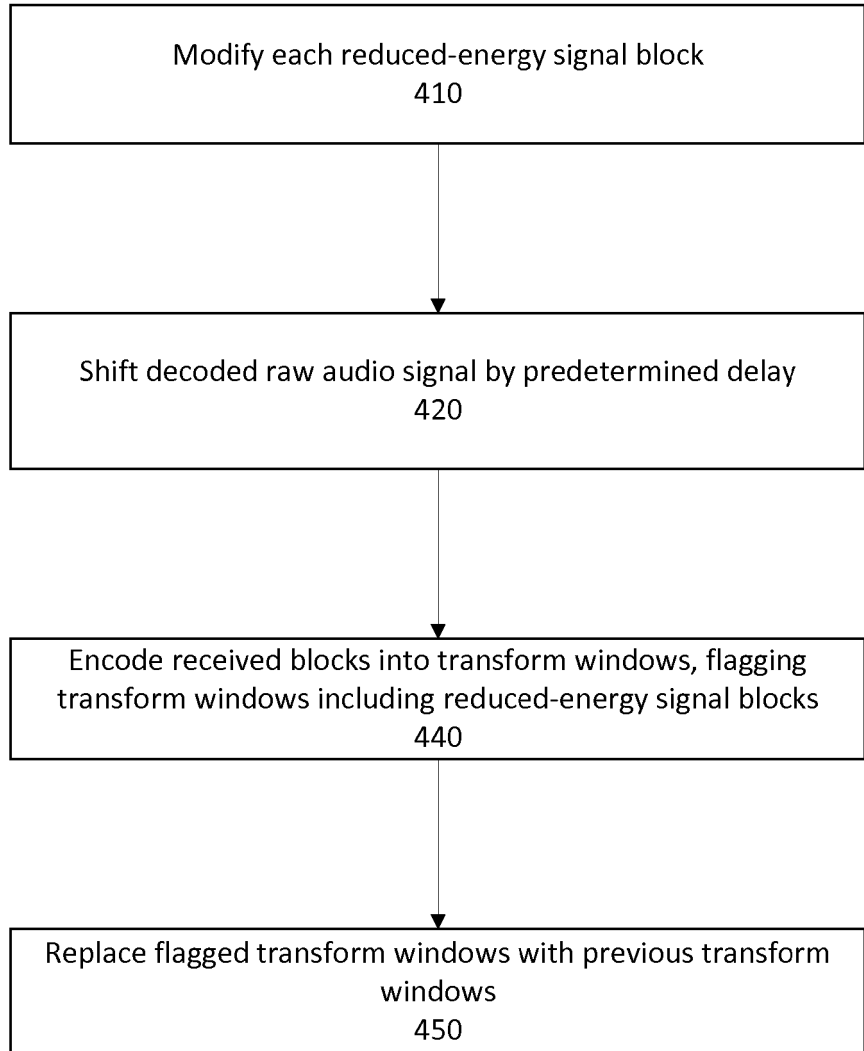 Modify each reduced-energy signal block
410
Shift decoded raw audio signal by predetermined delay
420
Encode received blocks into transform windows, flagging
transform windows including reduced-energy signal blocks
440
Replace flagged transform windows with previous transform
windows
450